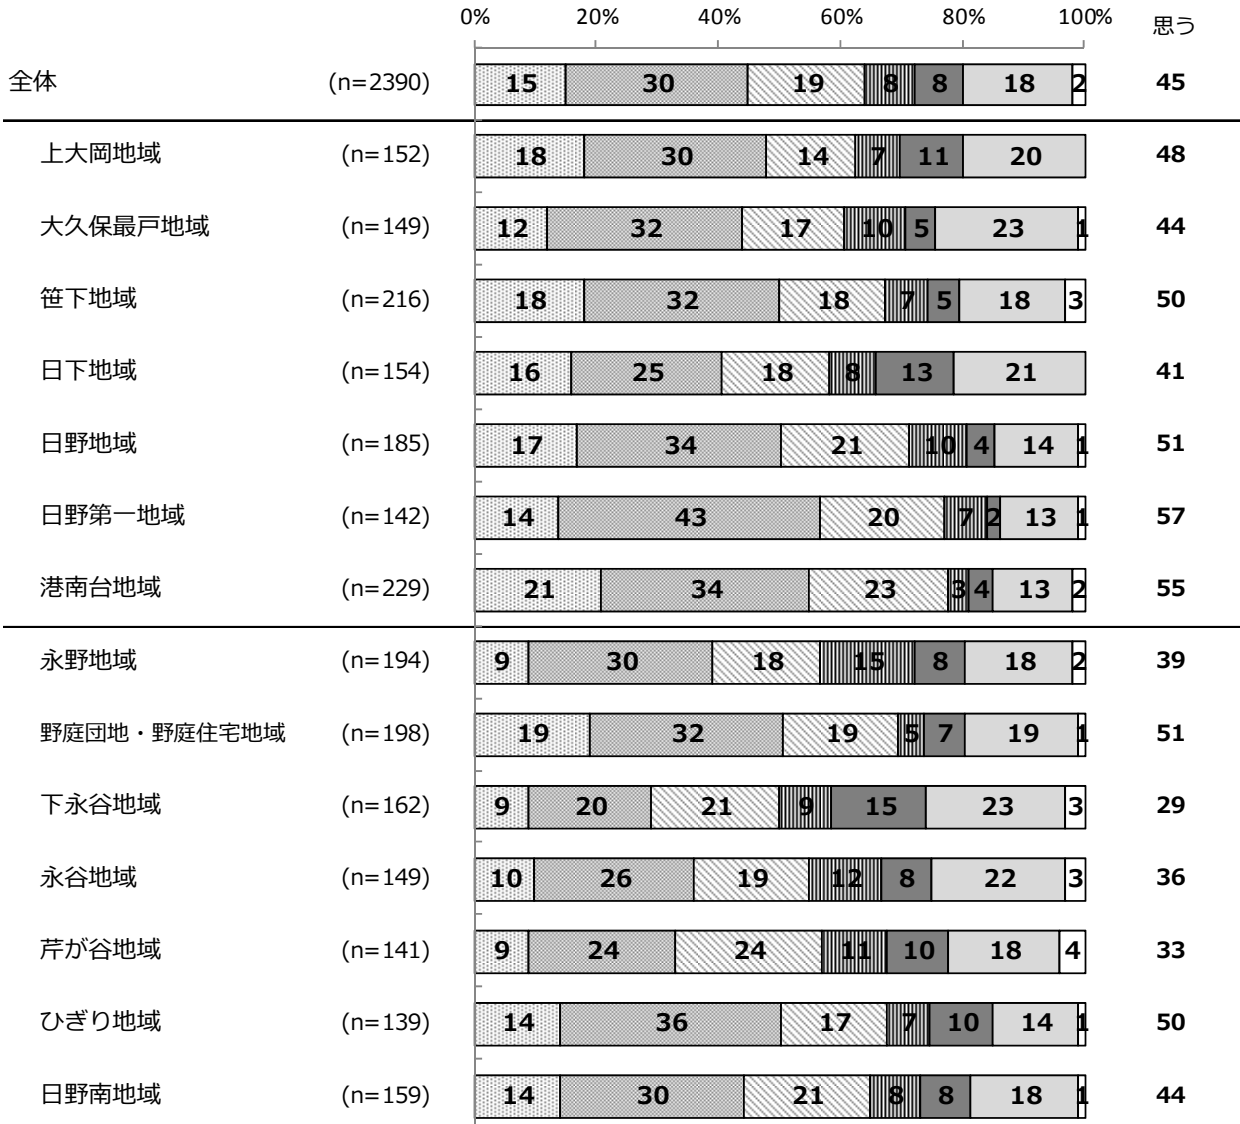 0% 20% 40% 60% 80% 100% 思う
全体 (n=2390) 15 30 19 8 8 18 2 45
上大岡地域 (n=152) 18 30 14 7 11 20 48
大久保最戸地域 (n=149) 12 32 17 10 5 23 1 44
笹下地域 (n=216) 18 32 18 7 5 18 3 50
日下地域 (n=154) 16 25 18 8 13 21 41
日野地域 (n=185) 17 34 21 10 4 14 1 51
日野第一地域 (n=142) 14 43 20 7 2 13 1 57
港南台地域 (n=229) 21 34 23 3 4 13 2 55
永野地域 (n=194) 9 30 18 15 8 18 2 39
野庭団地・野庭住宅地域 (n=198) 19 32 19 5 7 19 1 51
下永谷地域 (n=162) 9 20 21 9 15 23 3 29
永谷地域 (n=149) 10 26 19 12 8 22 3 36
芹が谷地域 (n=141) 9 24 24 11 10 18 4 33
ひぎり地域 (n=139) 14 36 17 7 10 14 1 50
日野南地域 (n=159) 14 30 21 8 8 18 1 44